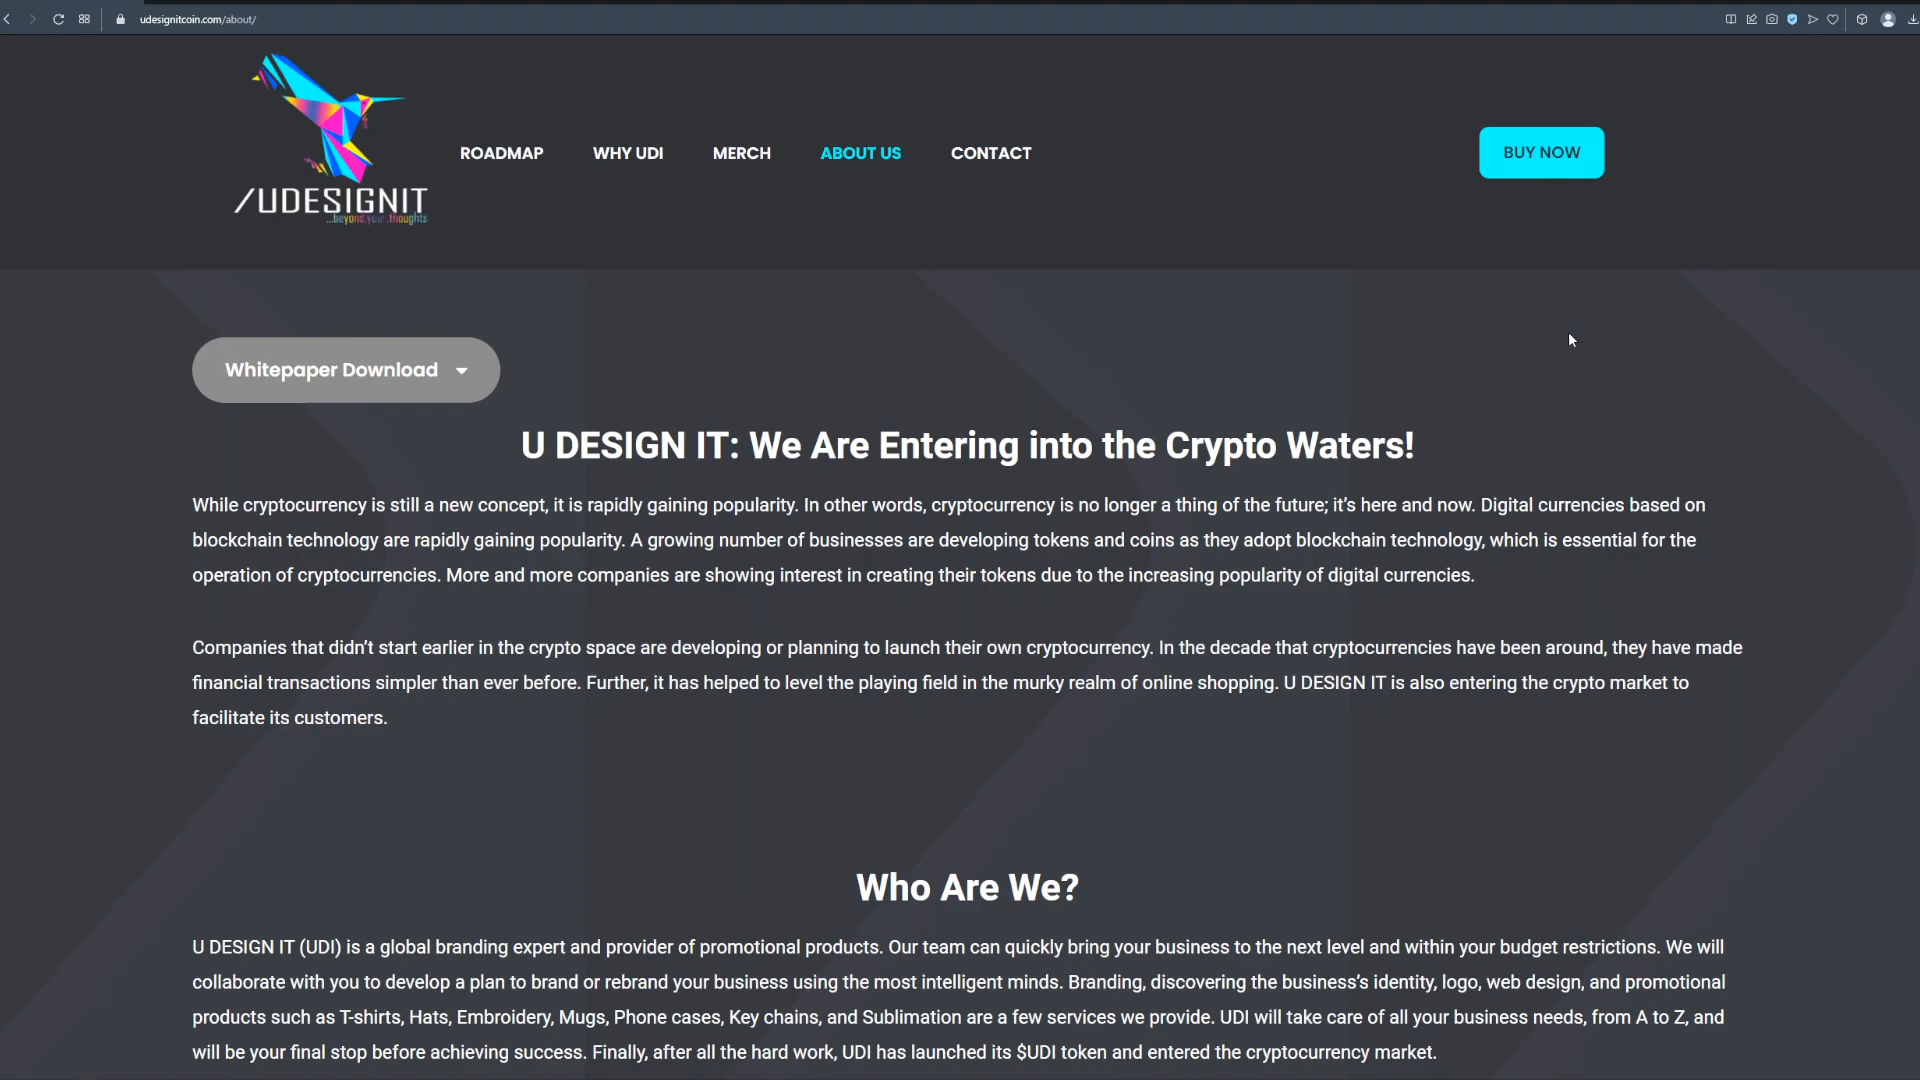 udesignitcoin.com/about/
/UDESIGNIT
...beyond.your.thoughts
ROADMAP
WHY UDI
MERCH
ABOUT US
CONTACT
BUY NOW
Whitepaper Download
U DESIGN IT: We Are Entering into the Crypto Waters!
While cryptocurrency is still a new concept, it is rapidly gaining popularity. In other words, cryptocurrency is no longer a thing of the future; it’s here and now. Digital currencies based on
blockchain technology are rapidly gaining popularity. A growing number of businesses are developing tokens and coins as they adopt blockchain technology, which is essential for the
operation of cryptocurrencies. More and more companies are showing interest in creating their tokens due to the increasing popularity of digital currencies.
Companies that didn’t start earlier in the crypto space are developing or planning to launch their own cryptocurrency. In the decade that cryptocurrencies have been around, they have made
financial transactions simpler than ever before. Further, it has helped to level the playing field in the murky realm of online shopping. U DESIGN IT is also entering the crypto market to
facilitate its customers.
Who Are We?
U DESIGN IT (UDI) is a global branding expert and provider of promotional products. Our team can quickly bring your business to the next level and within your budget restrictions. We will
collaborate with you to develop a plan to brand or rebrand your business using the most intelligent minds. Branding, discovering the business’s identity, logo, web design, and promotional
products such as T-shirts, Hats, Embroidery, Mugs, Phone cases, Key chains, and Sublimation are a few services we provide. UDI will take care of all your business needs, from A to Z, and
will be your final stop before achieving success. Finally, after all the hard work, UDI has launched its $UDI token and entered the cryptocurrency market.